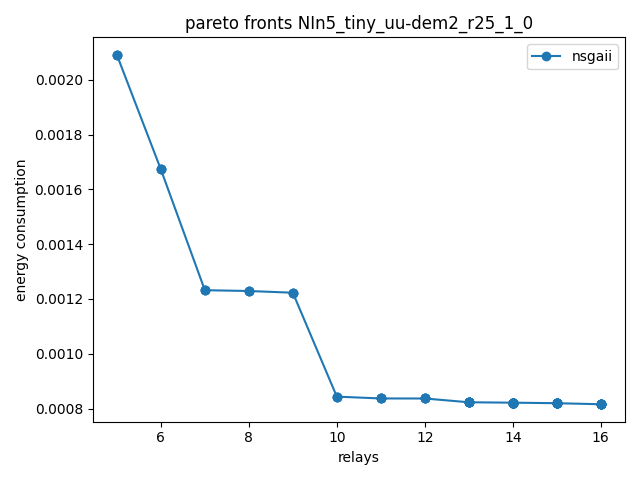 pareto fronts NIn5_tiny_uu-dem2_r25_1_0
nsgaii
energy consumption
0.0020
0.0018
0.0016
0.0014
0.0012
0.0010
0.0008
6 8 10 12 14 16
relays